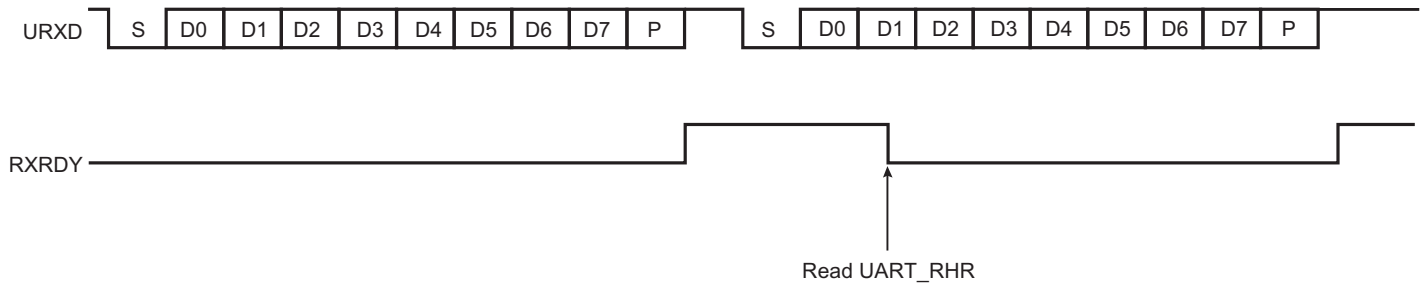 URXD S D0 D1 D2 D3 D4 D5 D6 D7 P S D0 D1 D2 D3 D4 D5 D6 D7 P
RXRDY
Read UART_RHR